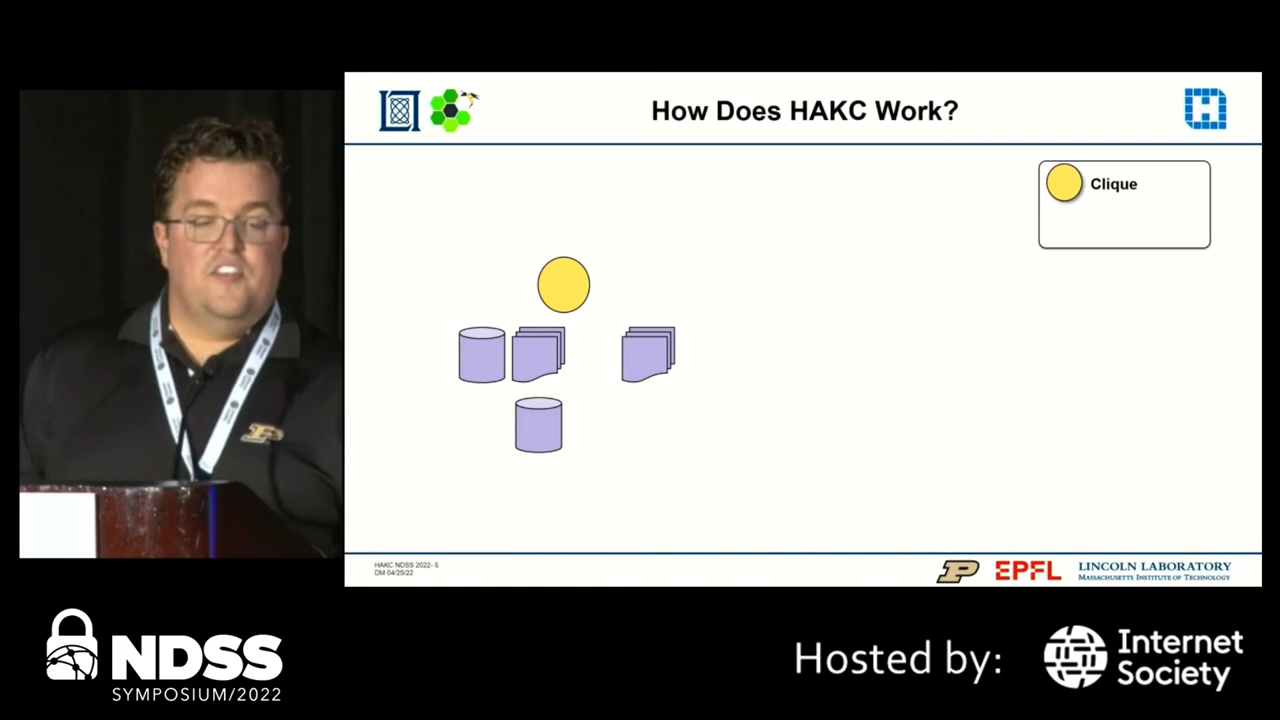 How Does HAKC Work?
Clique
HAKC NDSS 2022- 6
DM 04/25/22
P
EPFL
LINCOLN LABORATORY
MASSACHUSETTS INSTITUTE OF TECHNOLOGY
NDSS
SYMPOSIUM/2022
Hosted by:
Internet
Society